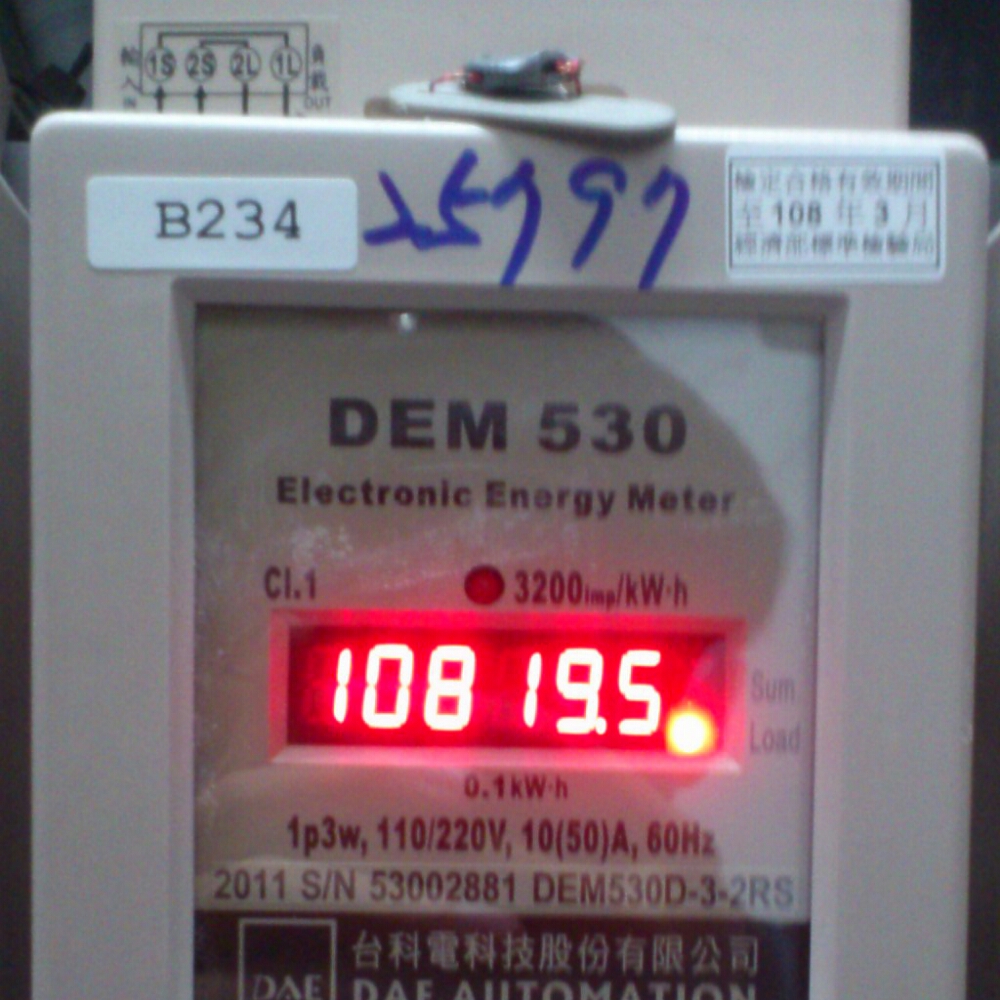 輸入 1S 2S 2L 1L 負載
IN OUT
B234
25797
檢定合格有效期間
至 108 年 3 月
經濟部標準檢驗局
DEM 530
Electronic Energy Meter
Cl.1 3200imp/kW·h
108 19.5
Sum
Load
0.1kW·h
1p3w, 110/220V, 10(50)A, 60Hz
2011 S/N 53002881 DEM530D-3-2RS
台科電科技股份有限公司
DAE DAE AUTOMATION